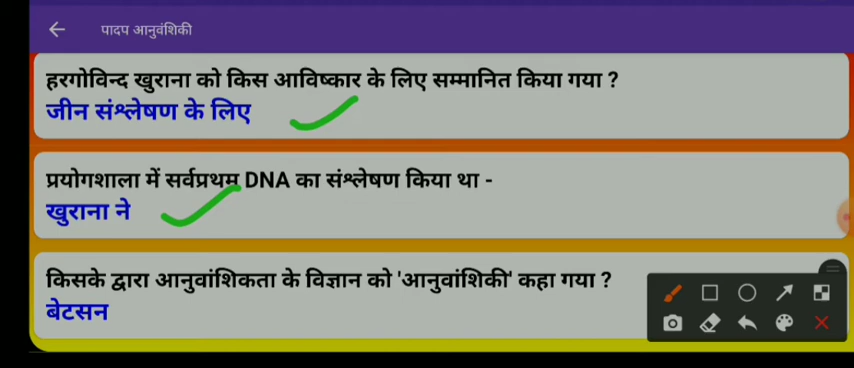 पादप आनुवंशिकी
हरगोविन्द खुराना को किस आविष्कार के लिए सम्मानित किया गया ?
जीन संश्लेषण के लिए
प्रयोगशाला में सर्वप्रथम DNA का संश्लेषण किया था -
खुराना ने
किसके द्वारा आनुवांशिकता के विज्ञान को 'आनुवांशिकी' कहा गया ?
बेटसन